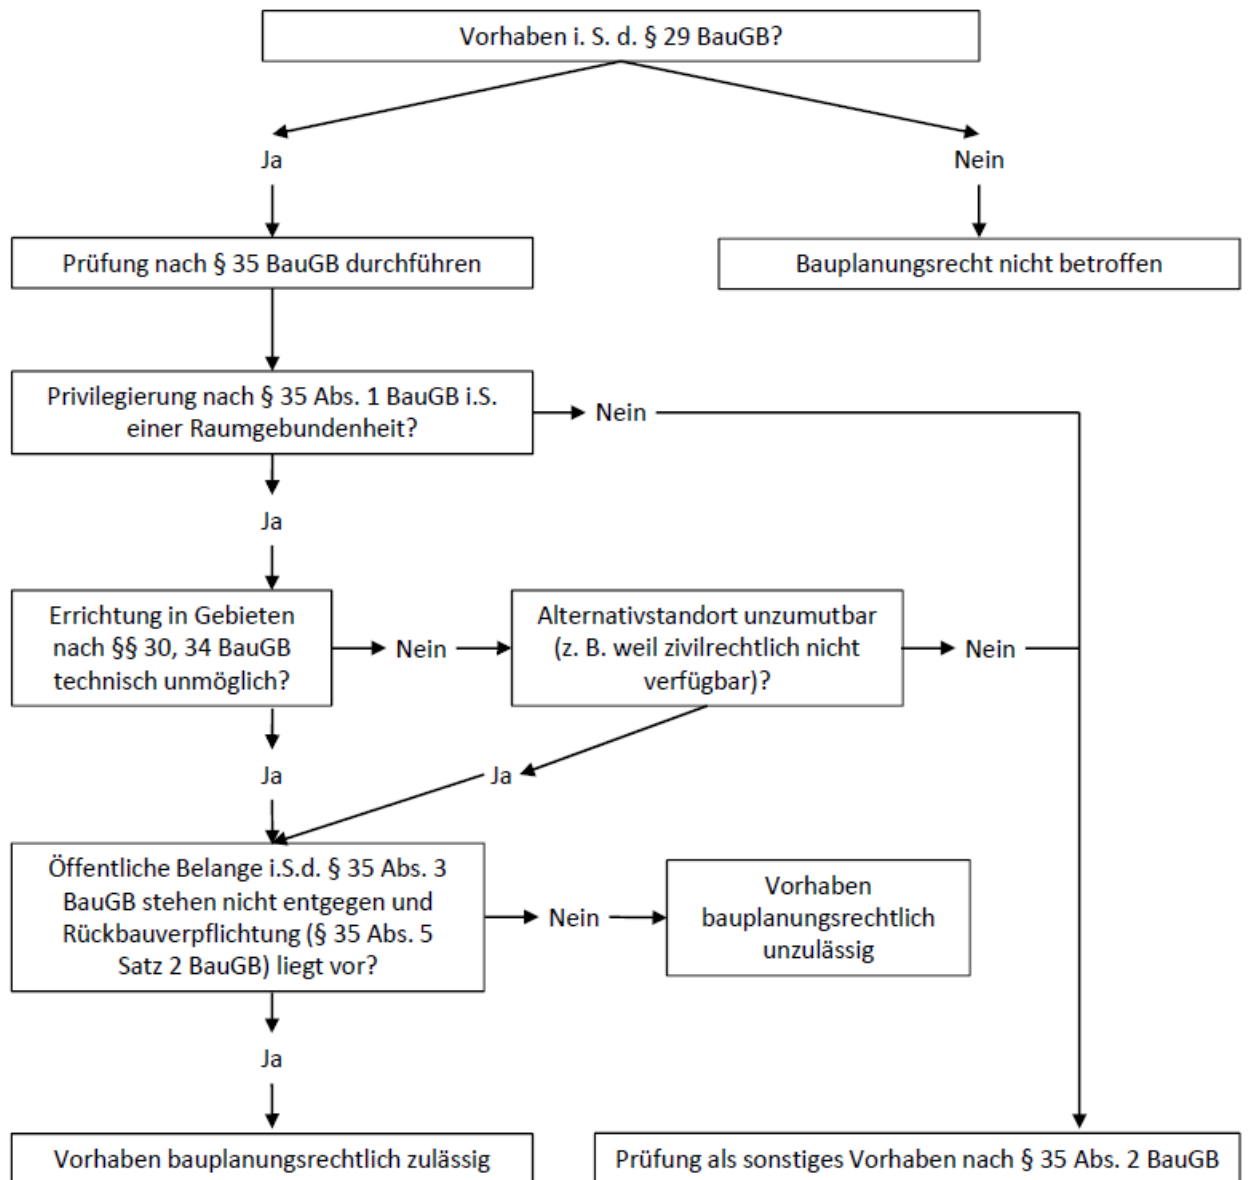 Vorhaben i. S. d. § 29 BauGB?
Ja
Nein
Prüfung nach § 35 BauGB durchführen
Bauplanungsrecht nicht betroffen
Privilegierung nach § 35 Abs. 1 BauGB i.S.
einer Raumgebundenheit?
Nein
Ja
Errichtung in Gebieten
nach §§ 30, 34 BauGB
technisch unmöglich?
Nein
Alternativstandort unzumutbar
(z. B. weil zivilrechtlich nicht
verfügbar)?
Nein
Ja
Ja
Öffentliche Belange i.S.d. § 35 Abs. 3
BauGB stehen nicht entgegen und
Rückbauverpflichtung (§ 35 Abs. 5
Satz 2 BauGB) liegt vor?
Nein
Vorhaben
bauplanungsrechtlich
unzulässig
Ja
Vorhaben bauplanungsrechtlich zulässig
Prüfung als sonstiges Vorhaben nach § 35 Abs. 2 BauGB